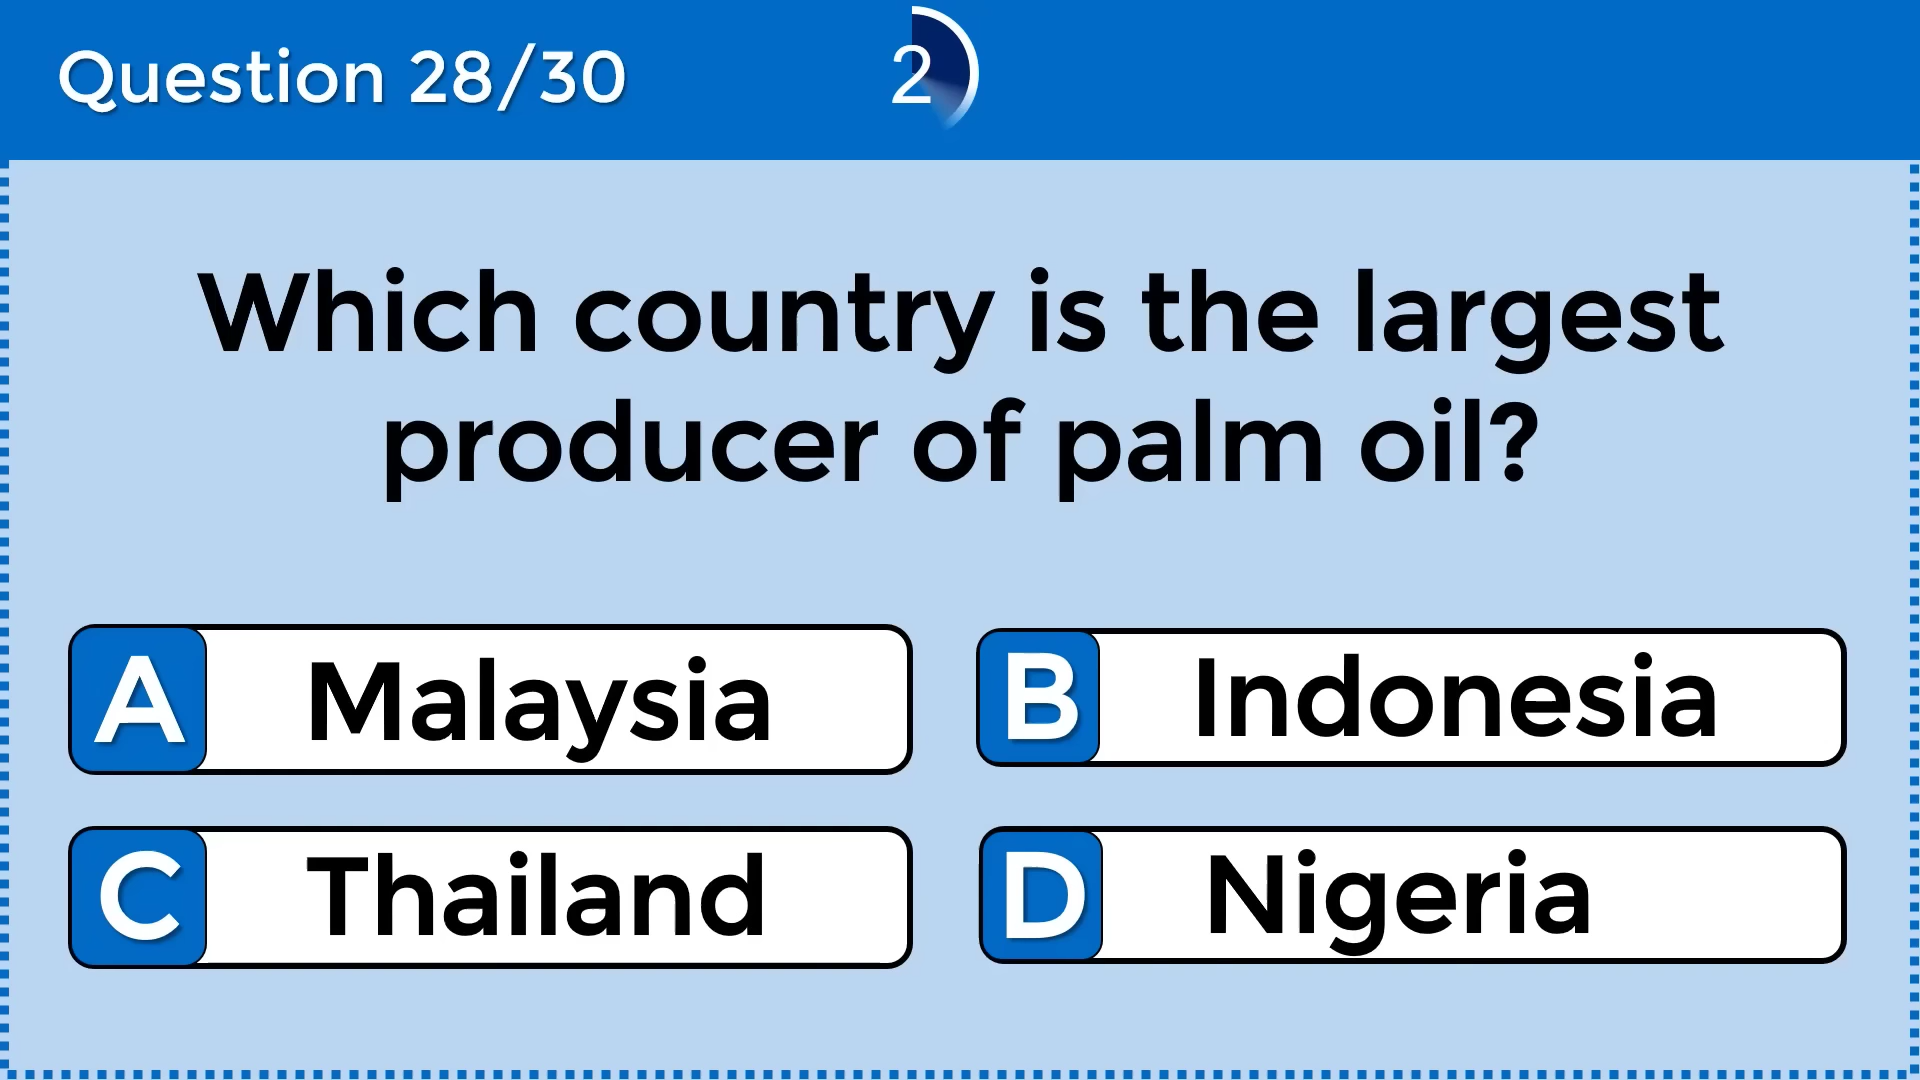 Question 28/30
2
Which country is the largest
producer of palm oil?
A Malaysia
B Indonesia
C Thailand
D Nigeria